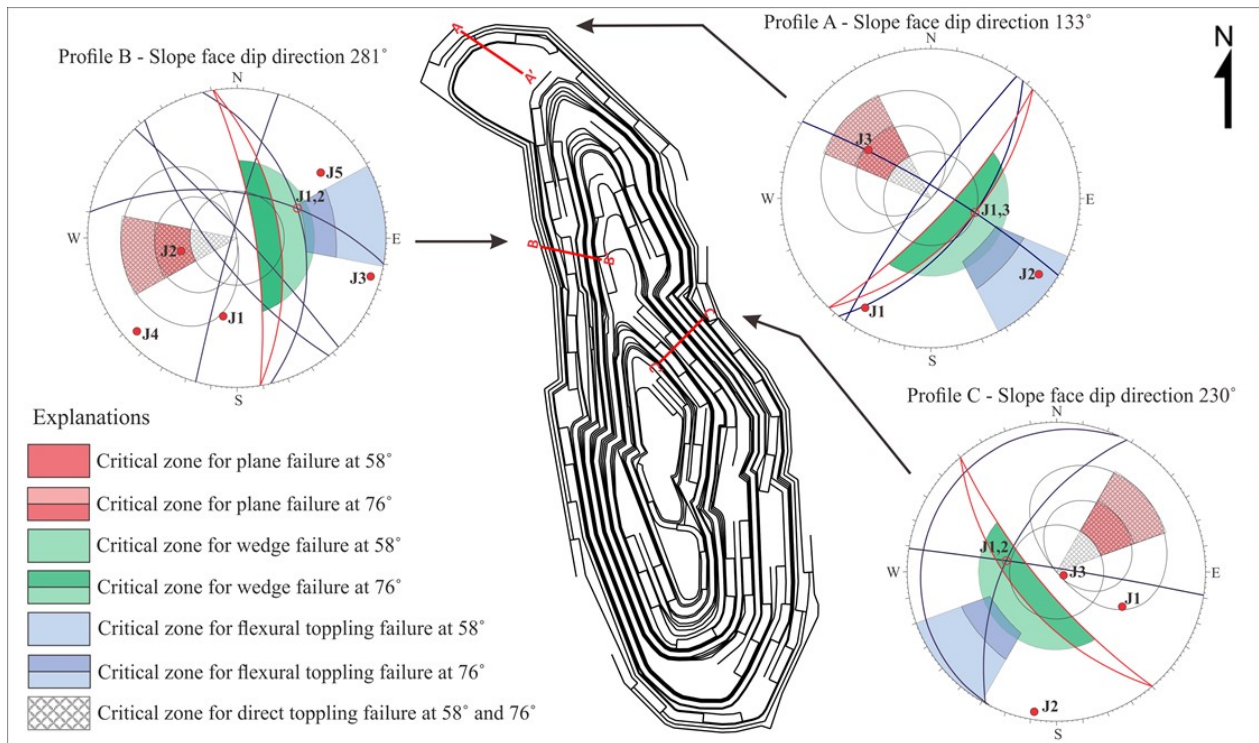 Profile B - Slope face dip direction 281°
N
W
E
S
J5
J1,2
J2
J3
J4
J1
A
A'
B
B'
C
C'
Profile A - Slope face dip direction 133°
N
W
E
S
J3
J1,3
J2
J1
N
Profile C - Slope face dip direction 230°
N
W
E
S
J1,2
J3
J1
J2
Explanations
Critical zone for plane failure at 58°
Critical zone for plane failure at 76°
Critical zone for wedge failure at 58°
Critical zone for wedge failure at 76°
Critical zone for flexural toppling failure at 58°
Critical zone for flexural toppling failure at 76°
Critical zone for direct toppling failure at 58° and 76°